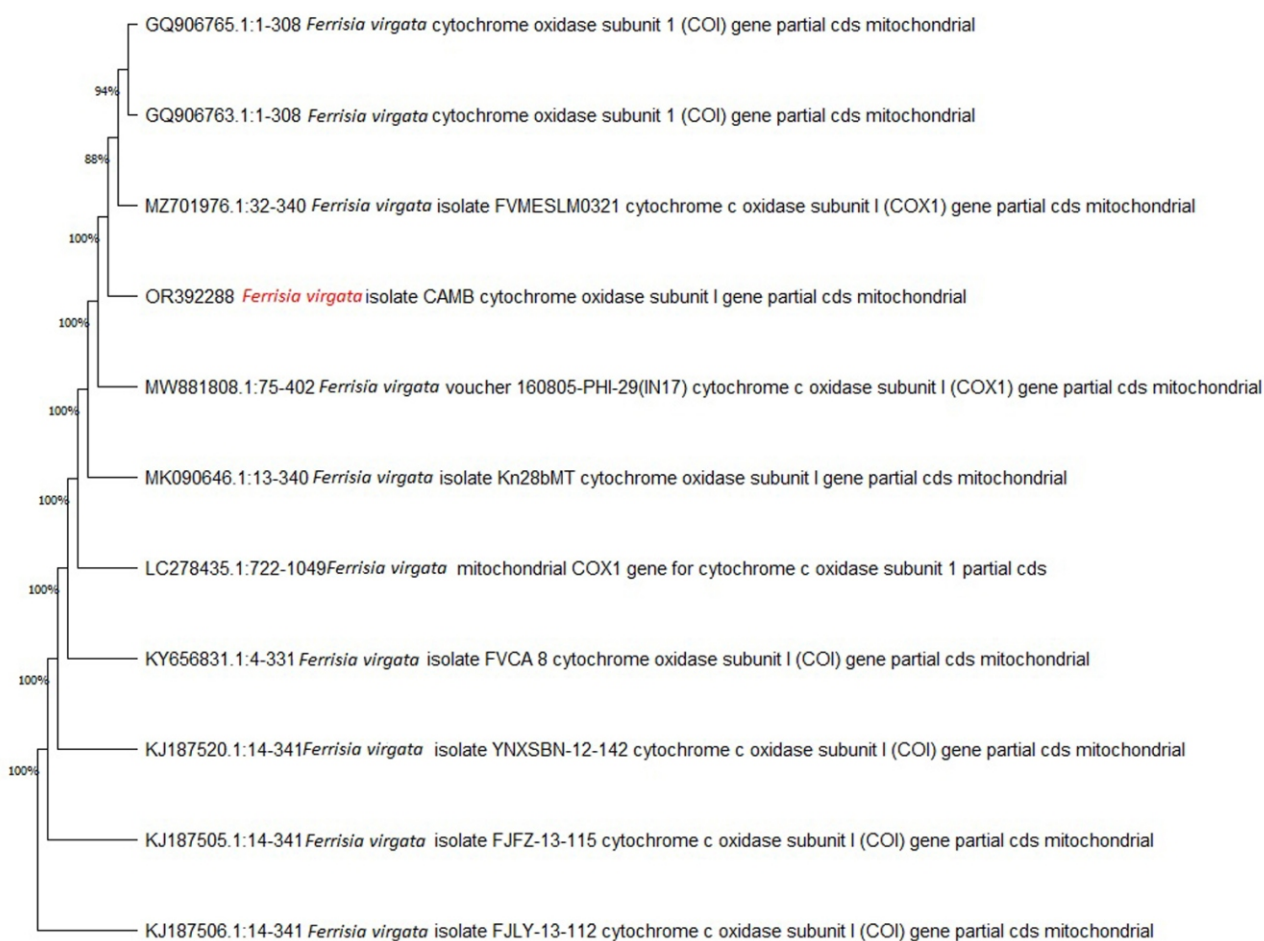 GQ906765.1:1-308 Ferrisia virgata cytochrome oxidase subunit 1 (COI) gene partial cds mitochondrial
94%
GQ906763.1:1-308 Ferrisia virgata cytochrome oxidase subunit 1 (COI) gene partial cds mitochondrial
88%
MZ701976.1:32-340 Ferrisia virgata isolate FVMESLM0321 cytochrome c oxidase subunit I (COX1) gene partial cds mitochondrial
100%
OR392288 Ferrisia virgata isolate CAMB cytochrome oxidase subunit I gene partial cds mitochondrial
100%
MW881808.1:75-402 Ferrisia virgata voucher 160805-PHI-29(IN17) cytochrome c oxidase subunit I (COX1) gene partial cds mitochondrial
100%
MK090646.1:13-340 Ferrisia virgata isolate Kn28bMT cytochrome oxidase subunit I gene partial cds mitochondrial
100%
LC278435.1:722-1049 Ferrisia virgata mitochondrial COX1 gene for cytochrome c oxidase subunit 1 partial cds
100%
KY656831.1:4-331 Ferrisia virgata isolate FVCA 8 cytochrome oxidase subunit I (COI) gene partial cds mitochondrial
100%
KJ187520.1:14-341 Ferrisia virgata isolate YNXSBN-12-142 cytochrome c oxidase subunit I (COI) gene partial cds mitochondrial
100%
KJ187505.1:14-341 Ferrisia virgata isolate FJFZ-13-115 cytochrome c oxidase subunit I (COI) gene partial cds mitochondrial
KJ187506.1:14-341 Ferrisia virgata isolate FJLY-13-112 cytochrome c oxidase subunit I (COI) gene partial cds mitochondrial